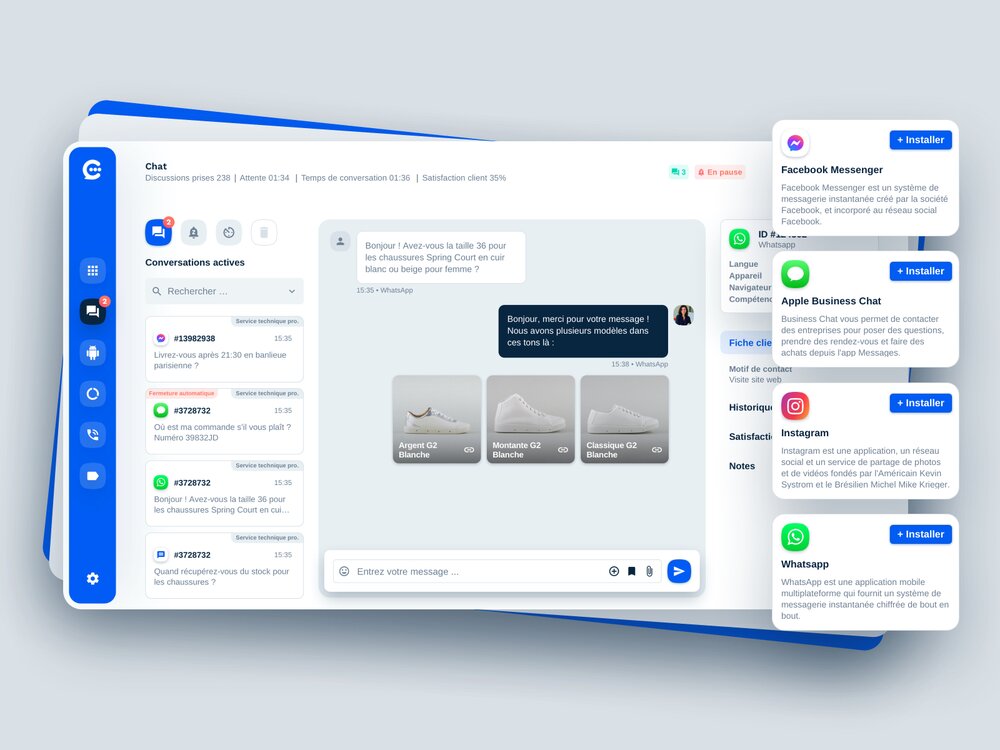 Chat
Discussions prises 238 | Attente 01:34 | Temps de conversation 01:36 | Satisfaction client 35%
3
En pause
2
2
Conversations actives
Rechercher ...
Service technique pro.
#13982938
15:35
Livrez-vous après 21:30 en banlieue
parisienne ?
Fermeture automatique
Service technique pro.
#3728732
15:35
Où est ma commande s'il vous plaît ?
Numéro 39832JD
Service technique pro.
#3728732
15:35
Bonjour ! Avez-vous la taille 36 pour
les chaussures Spring Court en cui...
Service technique pro.
#3728732
15:35
Quand récupérez-vous du stock pour
les chaussures ?
Bonjour ! Avez-vous la taille 36 pour
les chaussures Spring Court en cuir
blanc ou beige pour femme ?
15:35 • WhatsApp
Bonjour, merci pour votre message !
Nous avons plusieurs modèles dans
ces tons là :
15:38 • WhatsApp
Argent G2
Blanche
Montante G2
Blanche
Classique G2
Blanche
Entrez votre message ...
ID
Whatsapp
Langue
Appareil
Navigateur
Fiche
Motif de contact
Visite site web
Notes
+ Installer
Facebook Messenger
Facebook Messenger est un système de
messagerie instantanée créé par la société
Facebook, et incorporé au réseau social
Facebook.
+ Installer
Apple Business Chat
Business Chat vous permet de contacter
des entreprises pour poser des questions,
prendre des rendez-vous et faire des
achats depuis l'app Messages.
+ Installer
Instagram
Instagram est une application, un réseau
social et un service de partage de photos
et de vidéos fondés par l'Américain Kevin
Systrom et le Brésilien Michel Mike Krieger.
+ Installer
Whatsapp
WhatsApp est une application mobile
multiplateforme qui fournit un système de
messagerie instantanée chiffrée de bout en
bout.